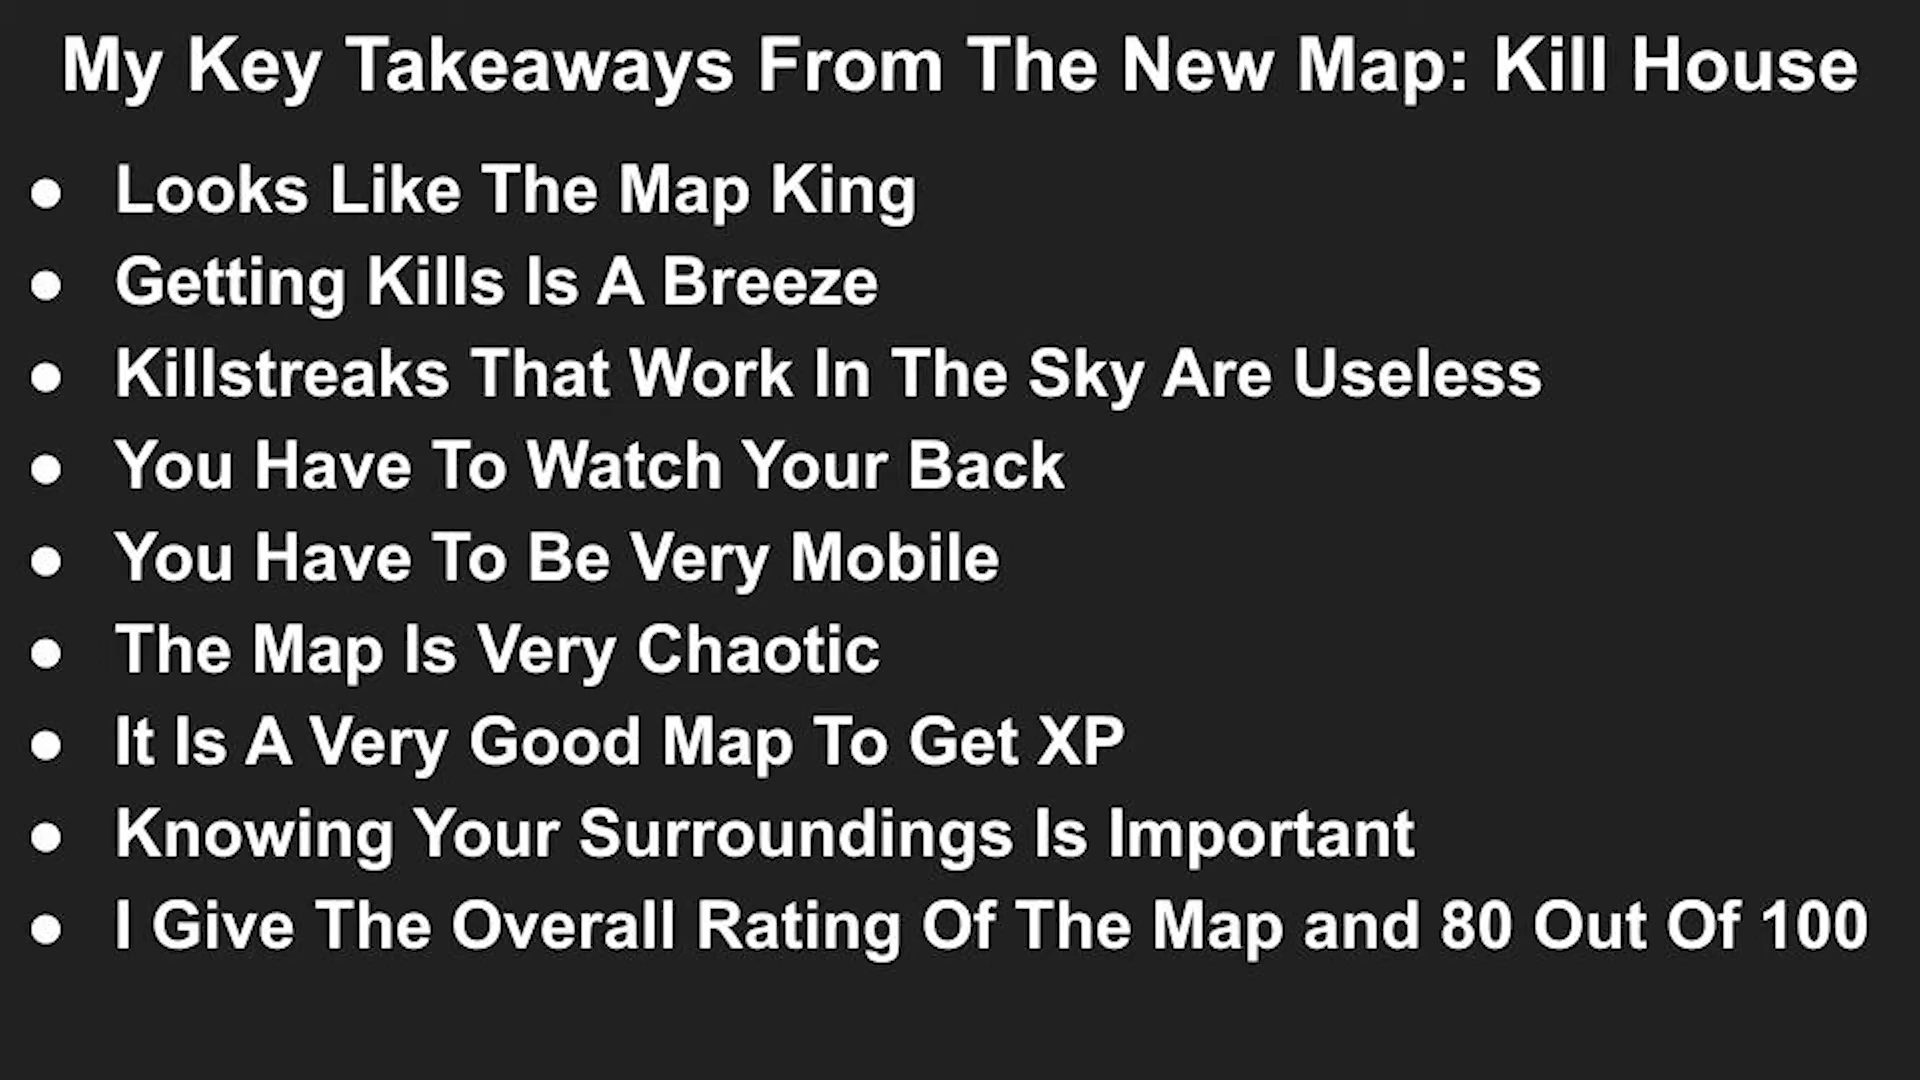 My Key Takeaways From The New Map: Kill House
● Looks Like The Map King
● Getting Kills Is A Breeze
● Killstreaks That Work In The Sky Are Useless
● You Have To Watch Your Back
● You Have To Be Very Mobile
● The Map Is Very Chaotic
● It Is A Very Good Map To Get XP
● Knowing Your Surroundings Is Important
● I Give The Overall Rating Of The Map and 80 Out Of 100